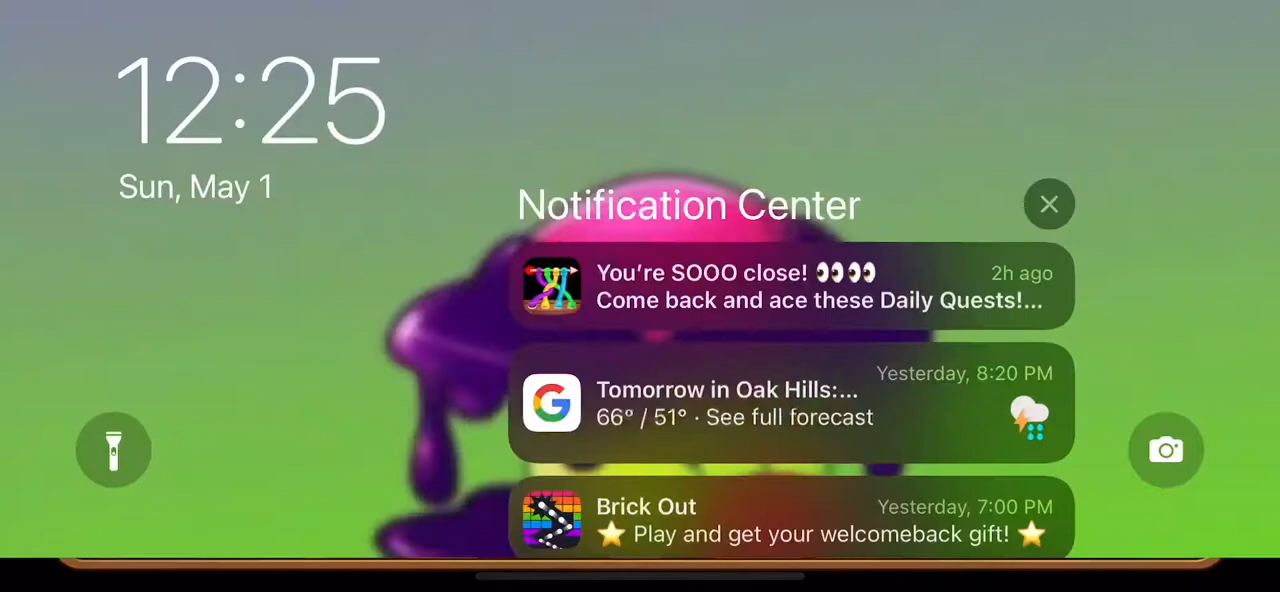 12:25
Sun, May 1
Notification Center
You're SOOO close! 👀👀
2h ago
Come back and ace these Daily Quests!...
Yesterday, 8:20 PM
Tomorrow in Oak Hills:...
66° / 51° · See full forecast
Brick Out
Yesterday, 7:00 PM
⭐ Play and get your welcomeback gift! ⭐